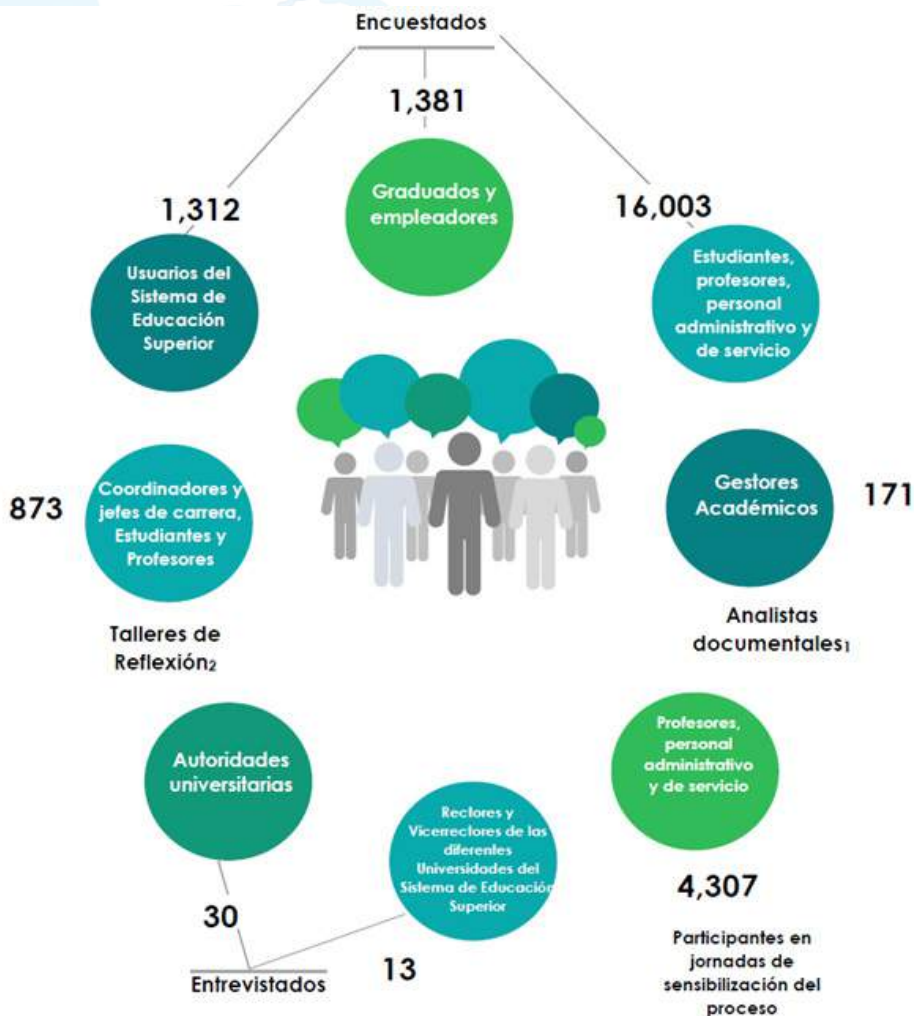 Encuestados
1,381
Graduados y
empleadores
1,312
Usuarios del
Sistema de
Educación
Superior
16,003
Estudiantes,
profesores,
personal
administrativo y
de servicio
873
Coordinadores y
jefes de carrera,
Estudiantes y
Profesores
Talleres de
Reflexión2
Gestores
Académicos
171
Analistas
documentales1
Autoridades
universitarias
30
Rectores y
Vicerrectores de las
diferentes
Universidades del
Sistema de Educación
Superior
13
Entrevistados
Profesores,
personal
administrativo
y de servicio
4,307
Participantes en
jornadas de
sensibilización del
proceso